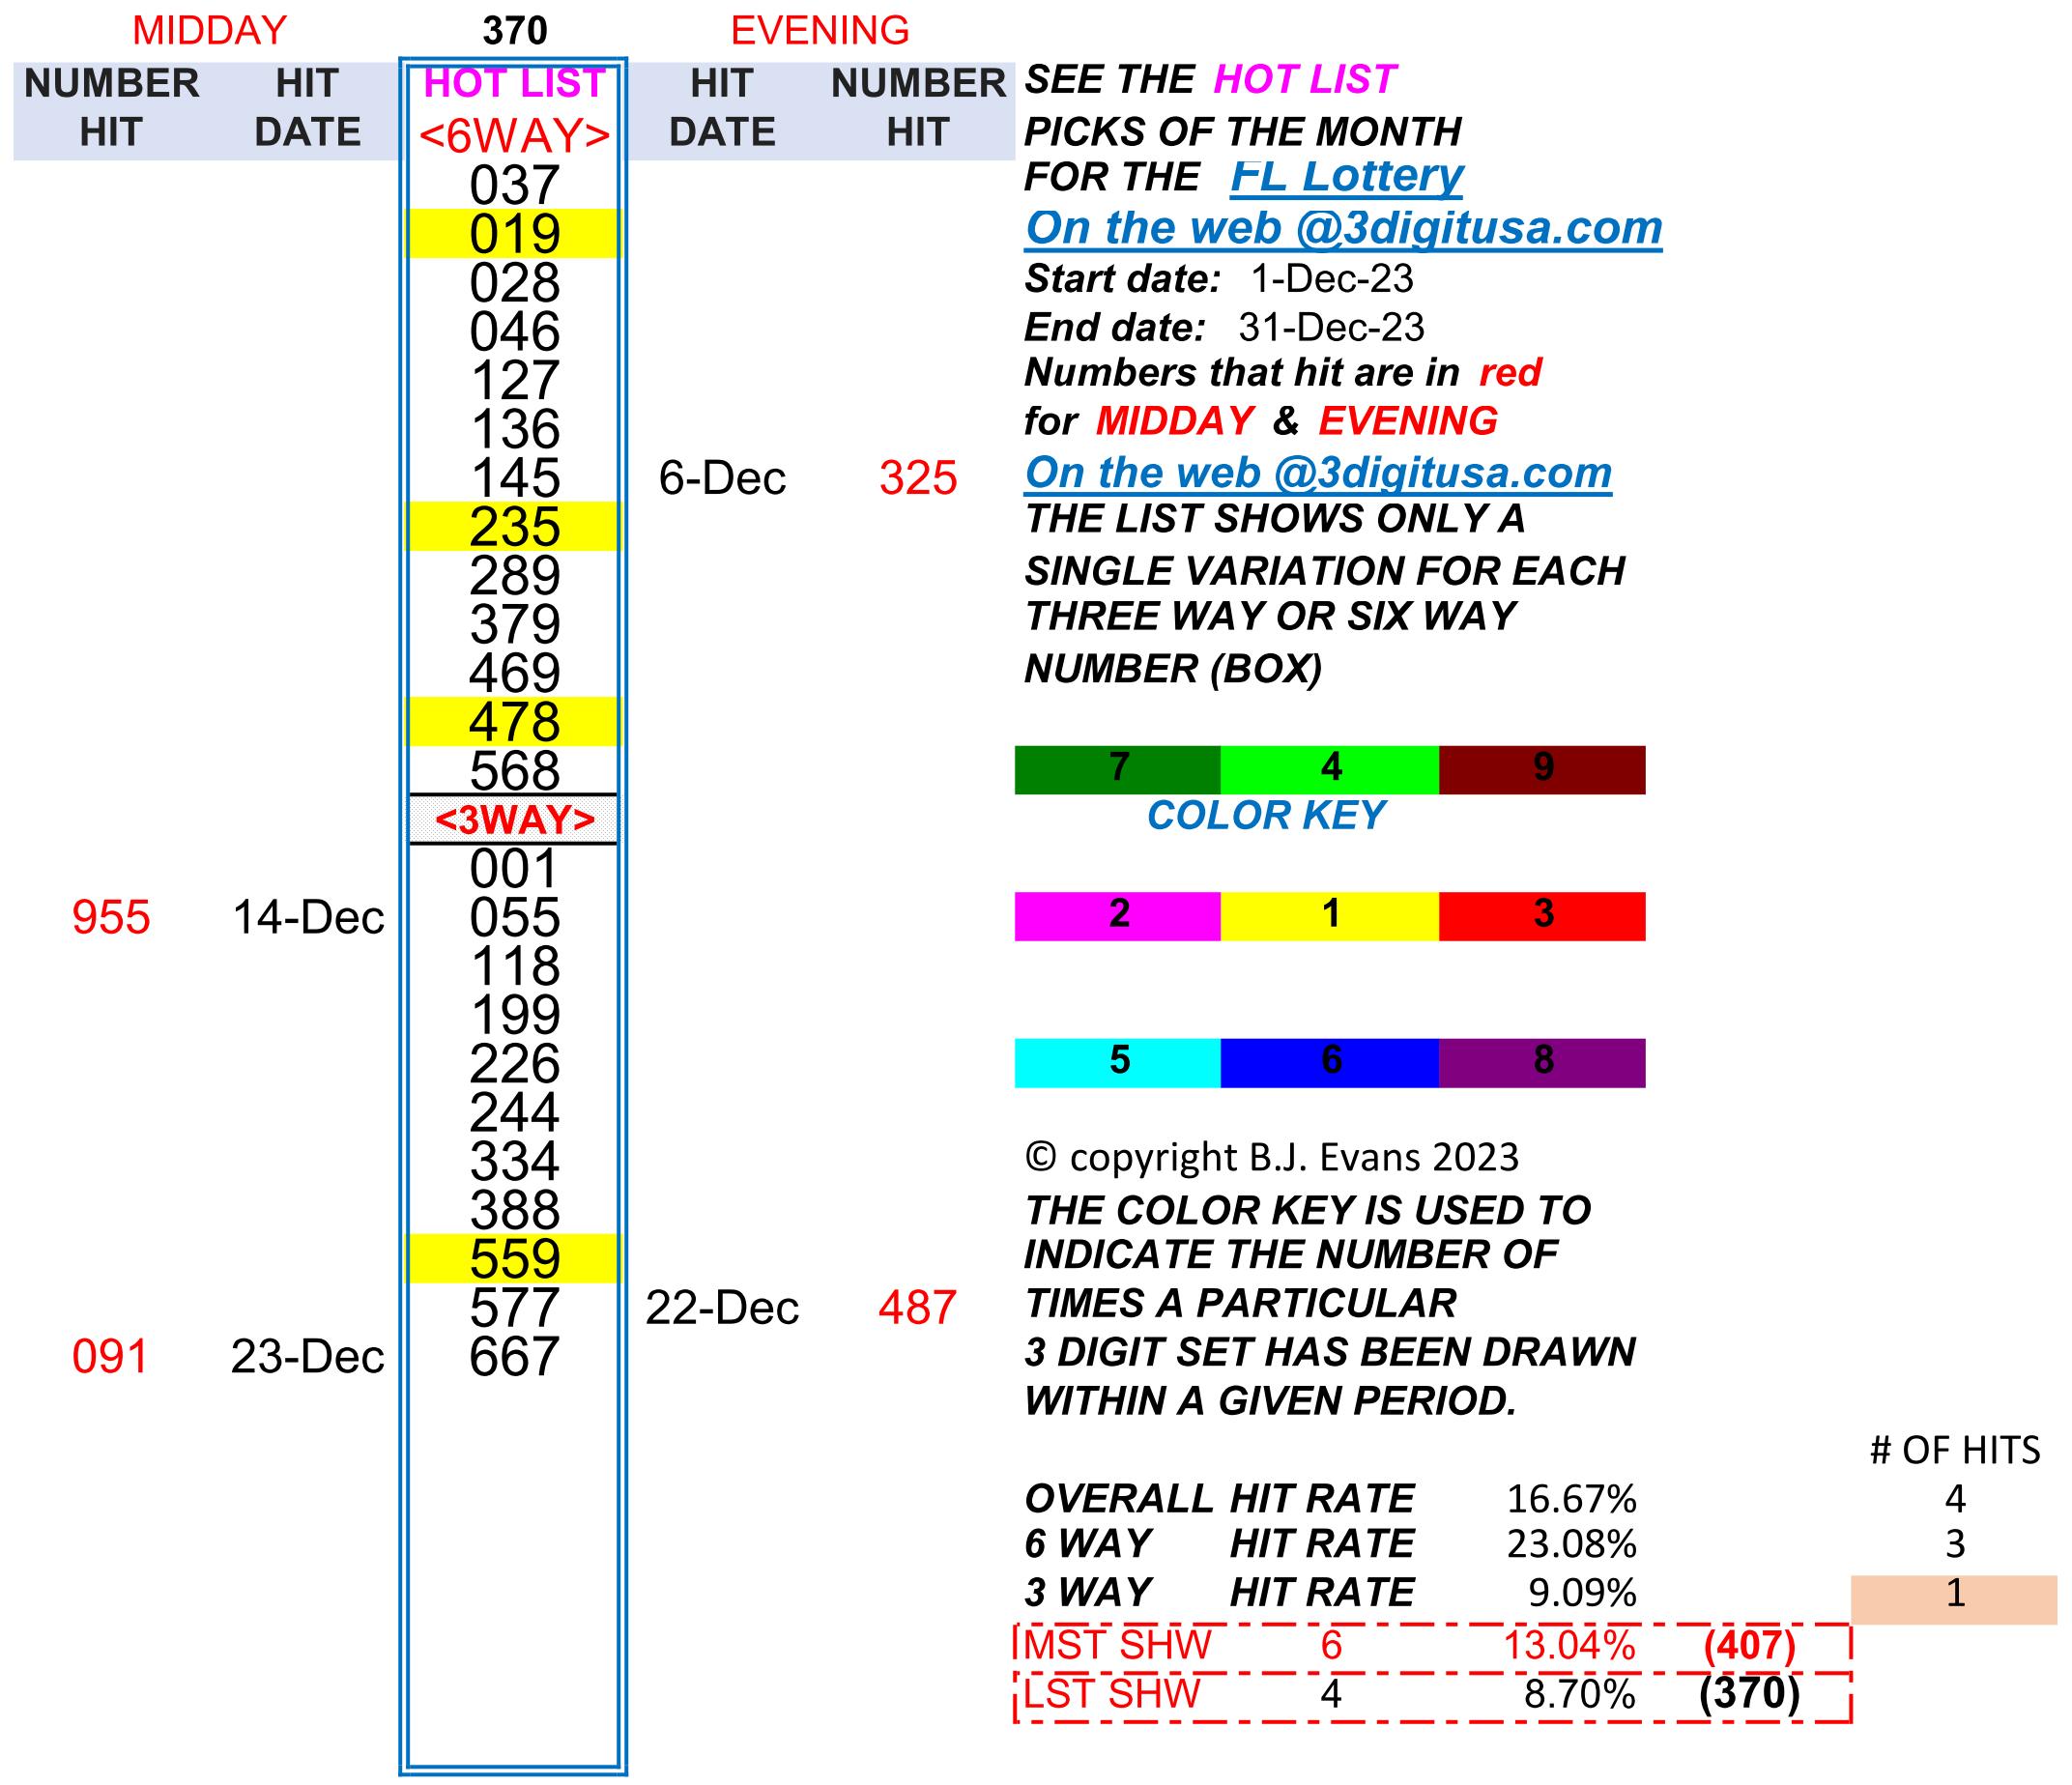 MIDDAY 370 EVENING
NUMBER HIT HOT LIST HIT NUMBER SEE THE HOT LIST
HIT DATE <6WAY> DATE HIT PICKS OF THE MONTH
037 FOR THE FL Lottery
019 On the web @3digitusa.com
028 Start date: 1-Dec-23
046 End date: 31-Dec-23
127 Numbers that hit are in red
136 for MIDDAY & EVENING
145 6-Dec 325 On the web @3digitusa.com
235 THE LIST SHOWS ONLY A
289 SINGLE VARIATION FOR EACH
379 THREE WAY OR SIX WAY
469 NUMBER (BOX)
478
568 7 4 9
<3WAY> COLOR KEY
001
955 14-Dec 055 2 1 3
118
199
226 5 6 8
244
334 © copyright B.J. Evans 2023
388 THE COLOR KEY IS USED TO
559 INDICATE THE NUMBER OF
577 22-Dec 487 TIMES A PARTICULAR
091 23-Dec 667 3 DIGIT SET HAS BEEN DRAWN
WITHIN A GIVEN PERIOD.
# OF HITS
OVERALL HIT RATE 16.67% 4
6 WAY HIT RATE 23.08% 3
3 WAY HIT RATE 9.09% 1
MST SHW 6 13.04% (407)
LST SHW 4 8.70% (370)